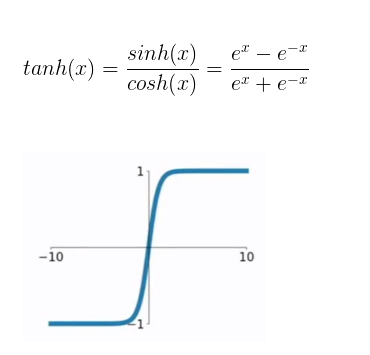 tanh(x) = sinh(x) / cosh(x) = e^x − e^−x / e^x + e^−x
1
−10
10
−1